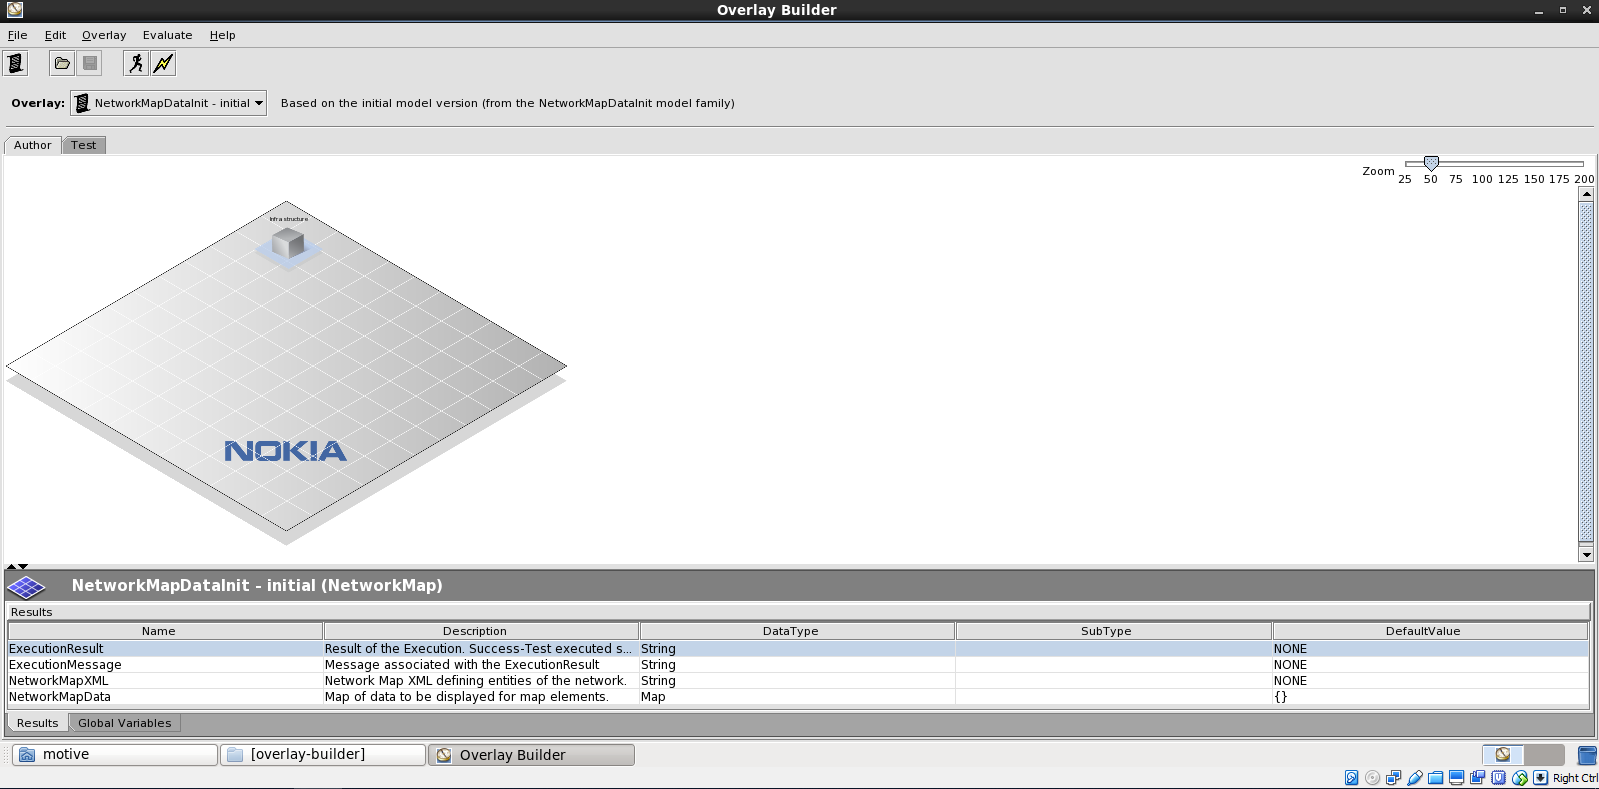 Overlay Builder
File Edit Overlay Evaluate Help
Overlay: NetworkMapDataInit - initial Based on the initial model version (from the NetworkMapDataInit model family)
Author Test
Zoom
25 50 75 100 125 150 175 200
Infrastructure
NOKIA
NetworkMapDataInit - initial (NetworkMap)
Results
Name Description DataType SubType DefaultValue
ExecutionResult Result of the Execution. Success-Test executed s... String NONE
ExecutionMessage Message associated with the ExecutionResult String NONE
NetworkMapXML Network Map XML defining entities of the network. String NONE
NetworkMapData Map of data to be displayed for map elements. Map {}
Results Global Variables
motive [overlay-builder] Overlay Builder
Right Ctrl